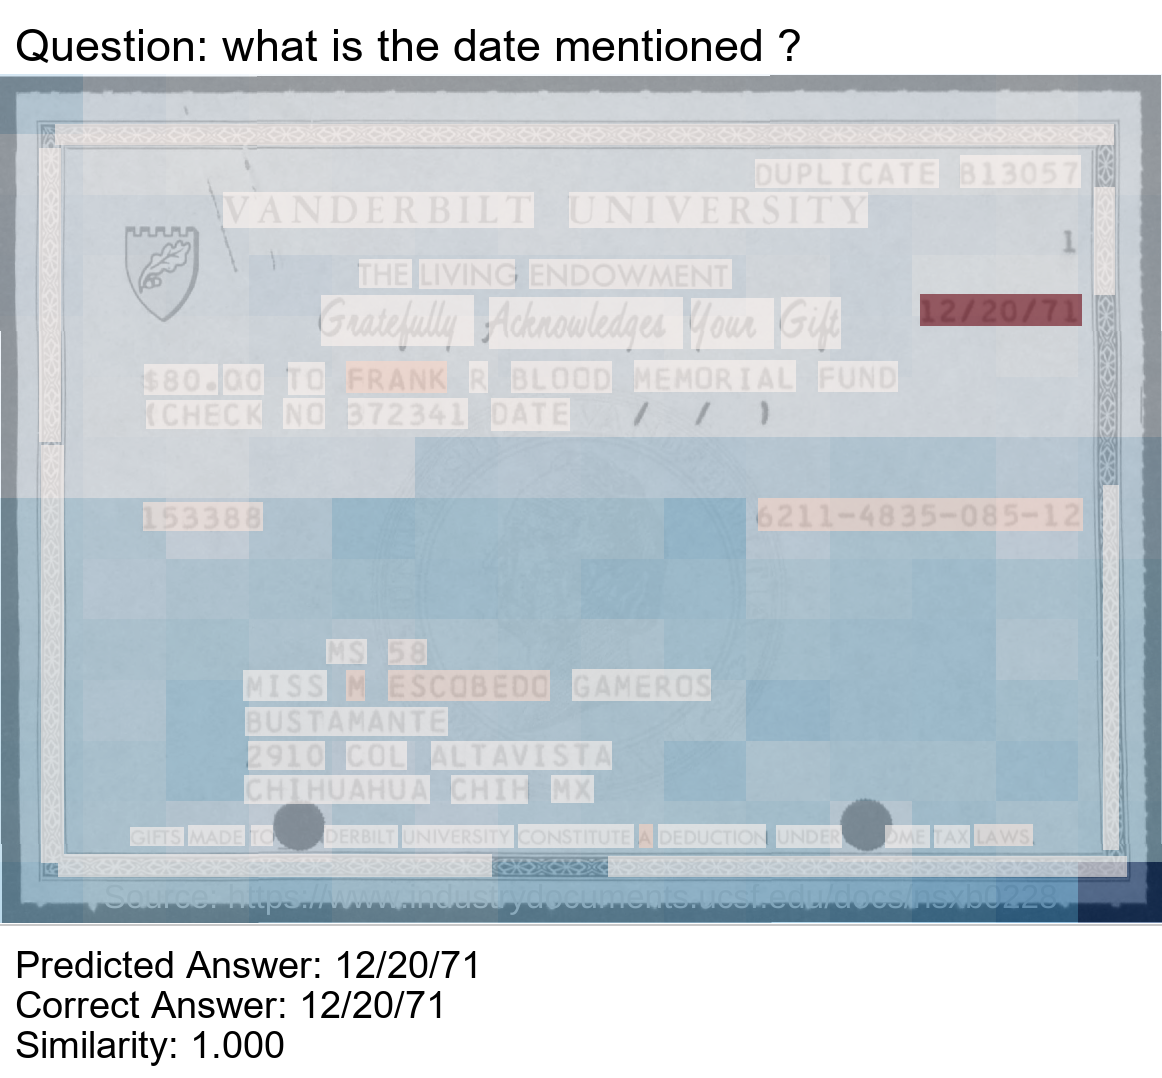 Question: what is the date mentioned ?
DUPLICATE B13057
VANDERBILT UNIVERSITY
1
THE LIVING ENDOWMENT
12/20/71
Gratefully Acknowledges Your Gift
$80.00 TO FRANK R BLOOD MEMORIAL FUND
(CHECK NO 372341 DATE / / )
153388 6211-4835-085-12
MS 58
MISS M ESCOBEDO GAMEROS
BUSTAMANTE
2910 COL ALTAVISTA
CHIHUAHUA CHIH MX
GIFTS MADE TO DERBILT UNIVERSITY CONSTITUTE A DEDUCTION UNDER OME TAX LAWS.
Source: https://www.industrydocuments.ucsf.edu/docs/nsxb0228
Predicted Answer: 12/20/71
Correct Answer: 12/20/71
Similarity: 1.000